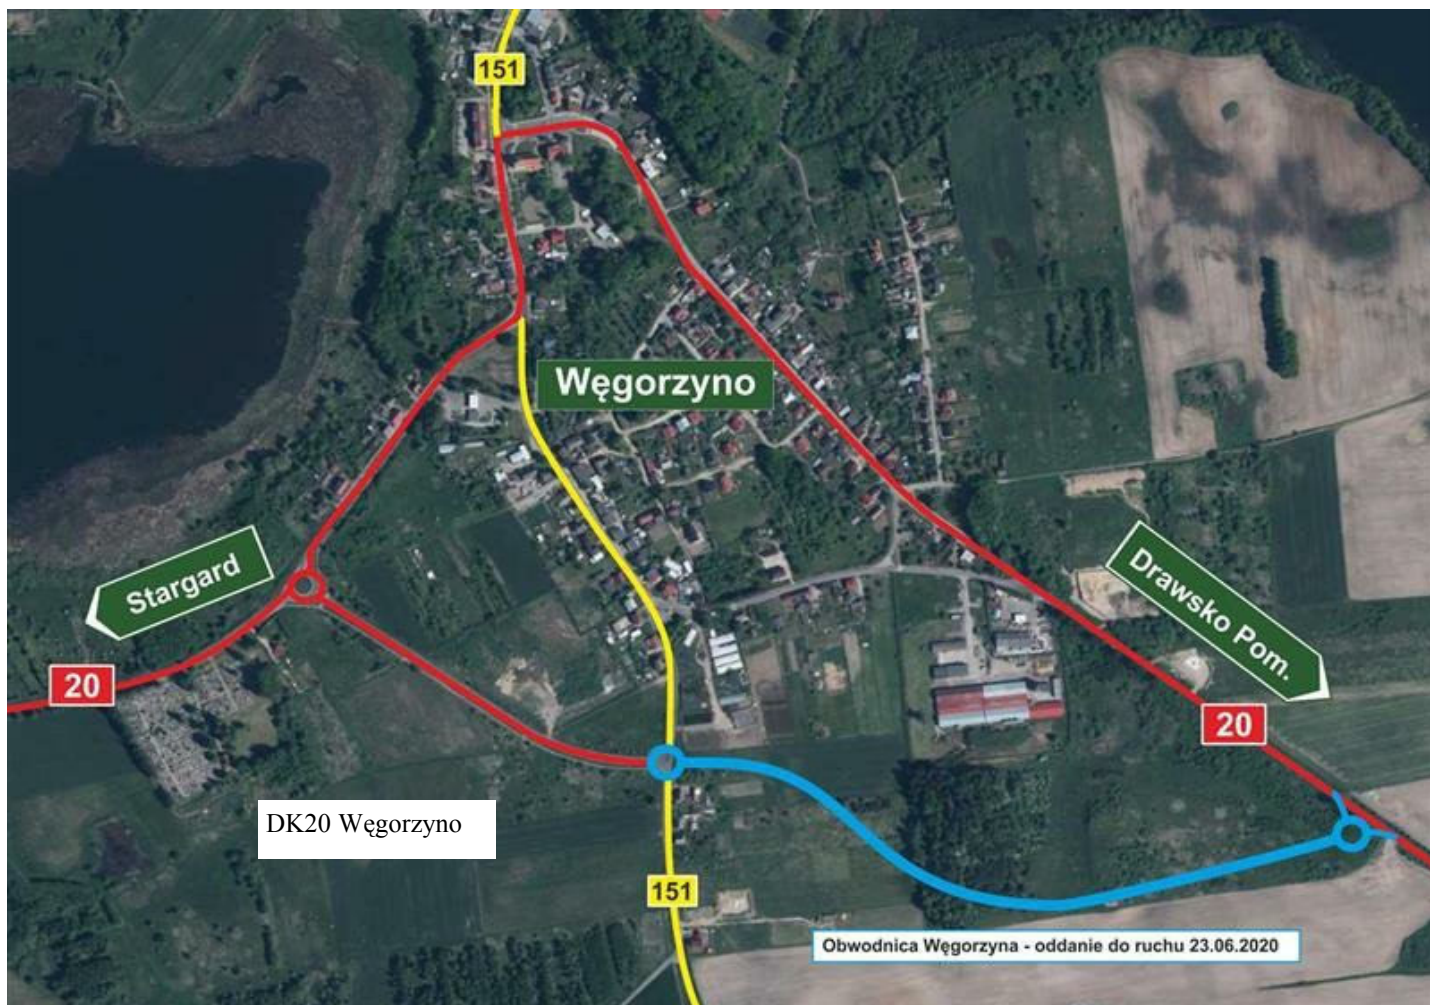 151
Węgorzyno
Stargard
Drawsko Pom.
20
20
DK20 Węgorzyno
151
Obwodnica Węgorzyna - oddanie do ruchu 23.06.2020